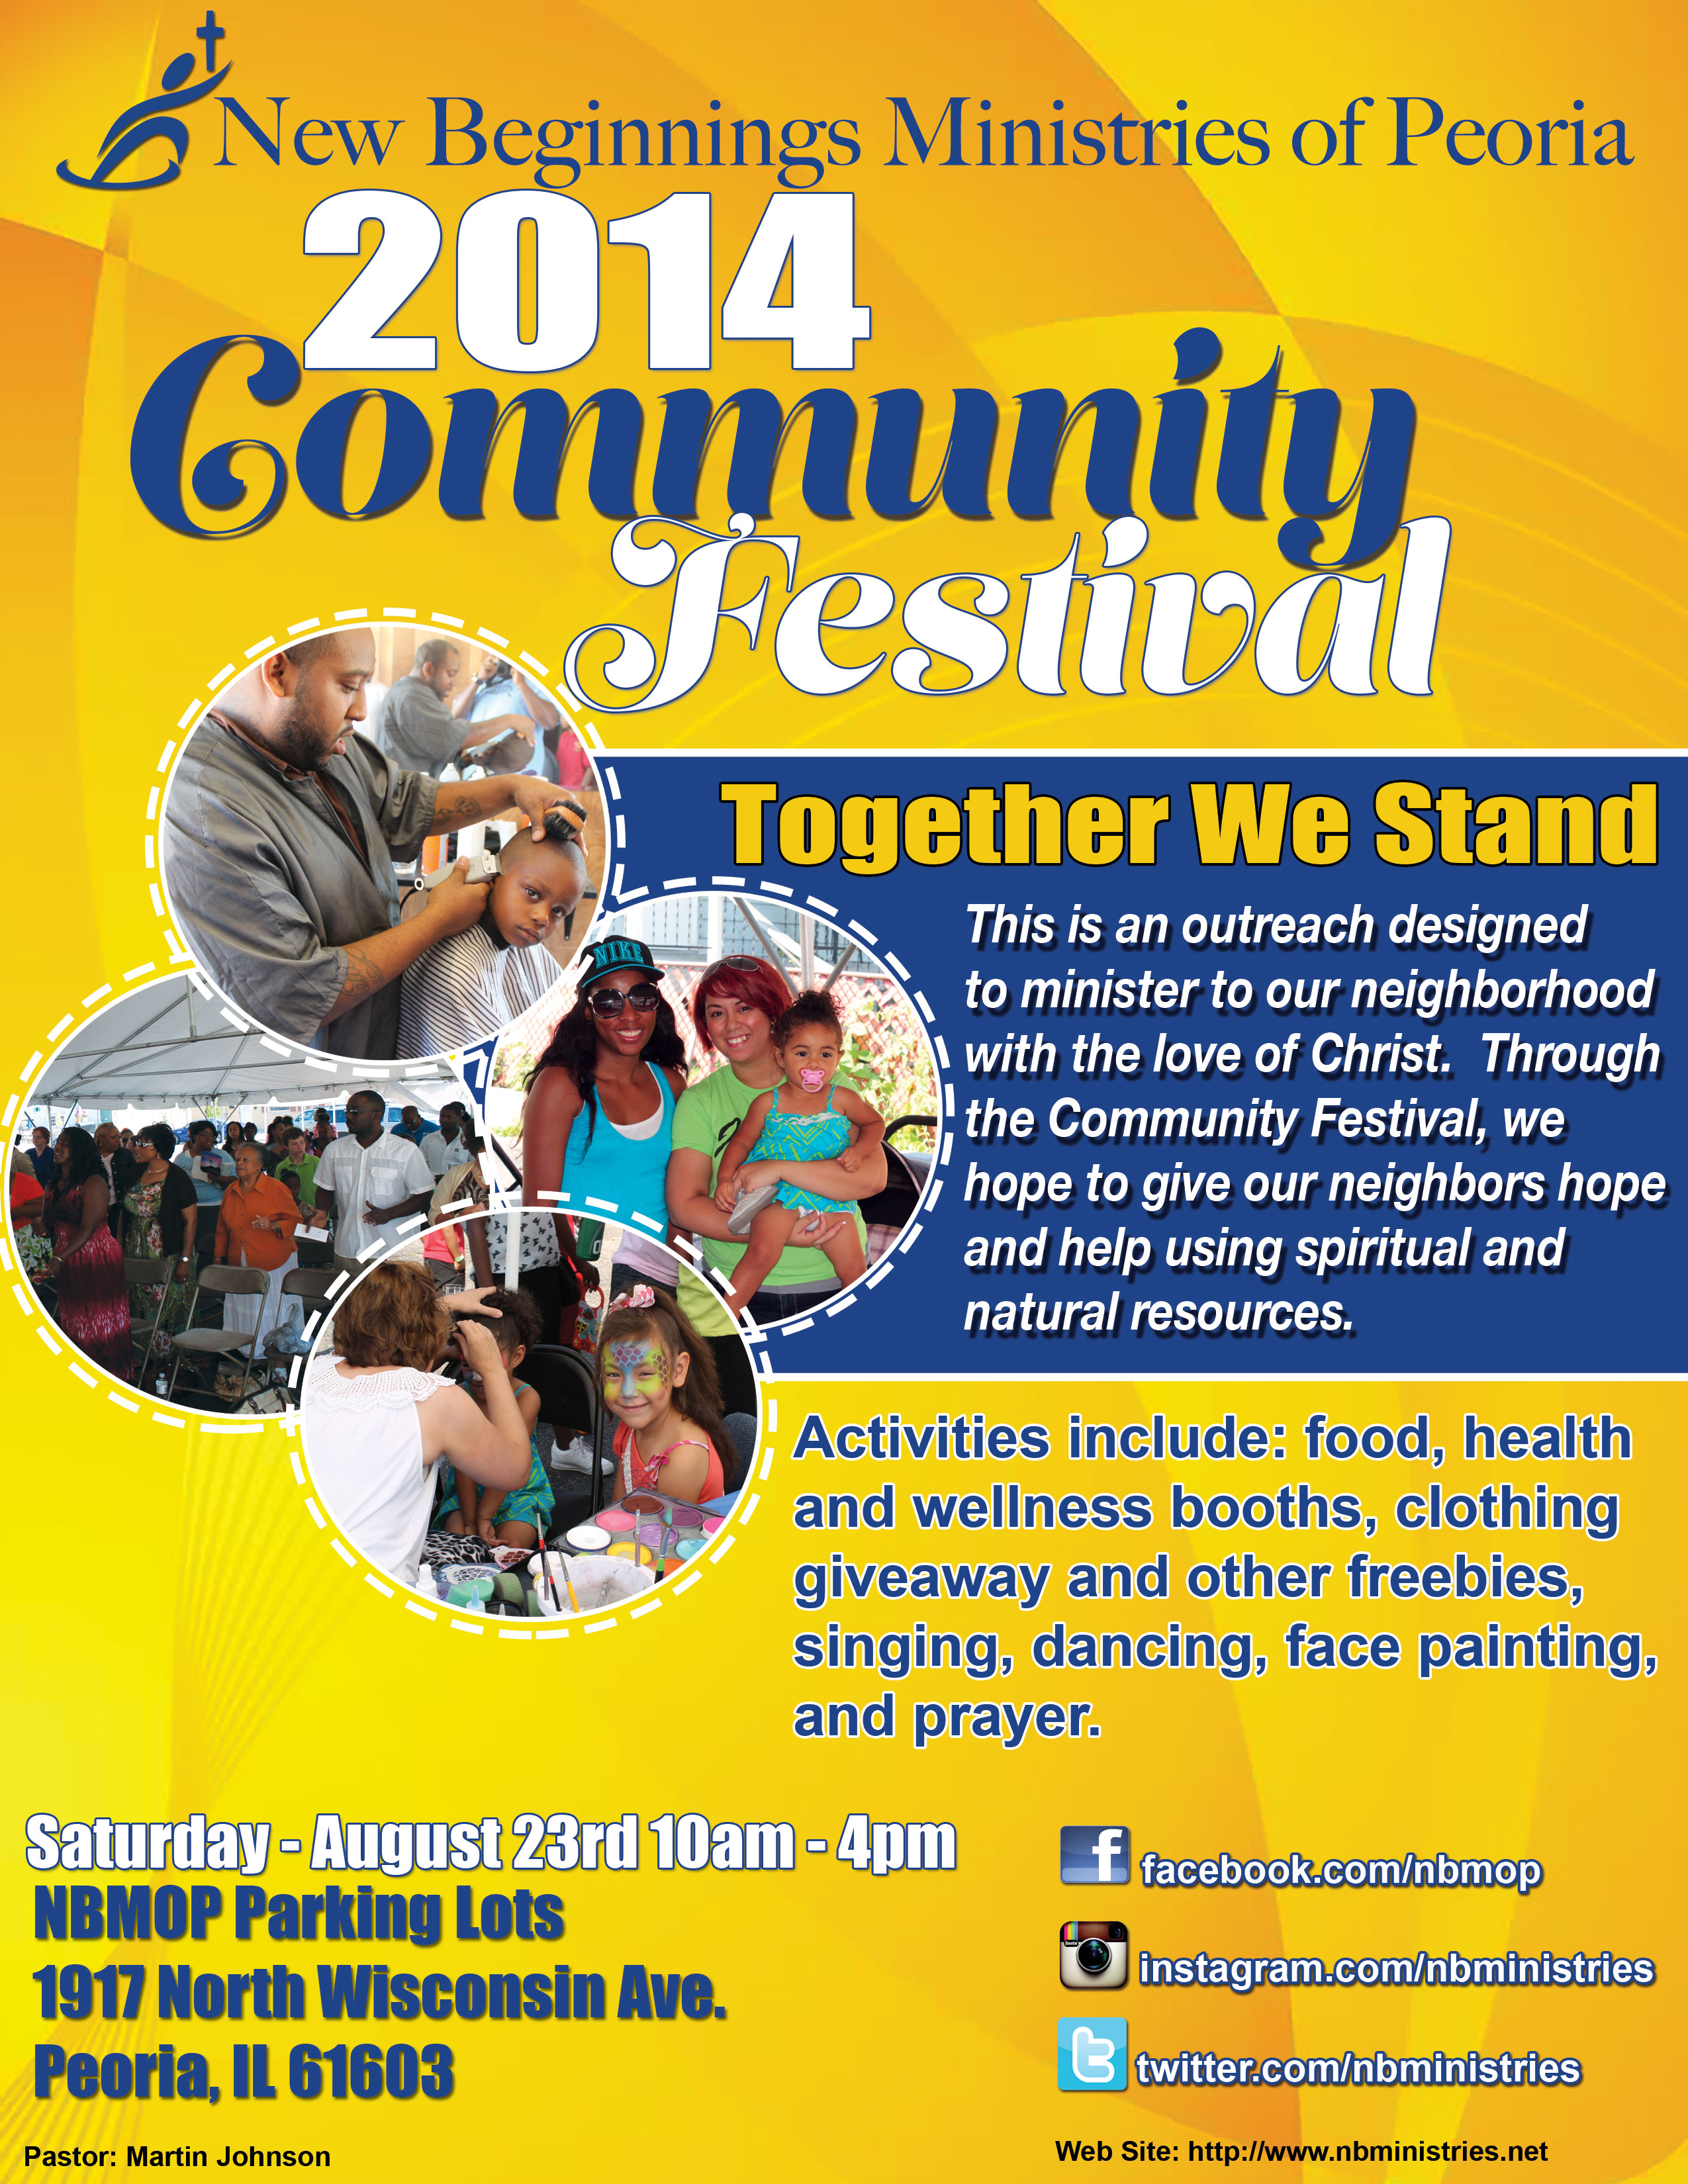 New Beginnings Ministries of Peoria
2014
Community
Festival
Together We Stand
This is an outreach designed
to minister to our neighborhood
with the love of Christ.  Through
the Community Festival, we
hope to give our neighbors hope
and help using spiritual and
natural resources.
NIKE
Activities include: food, health
and wellness booths, clothing
giveaway and other freebies,
singing, dancing, face painting,
and prayer.
Saturday - August 23rd 10am - 4pm
NBMOP Parking Lots
1917 North Wisconsin Ave.
Peoria, IL 61603
Pastor: Martin Johnson
facebook.com/nbmop
instagram.com/nbministries
twitter.com/nbministries
Web Site: http://www.nbministries.net